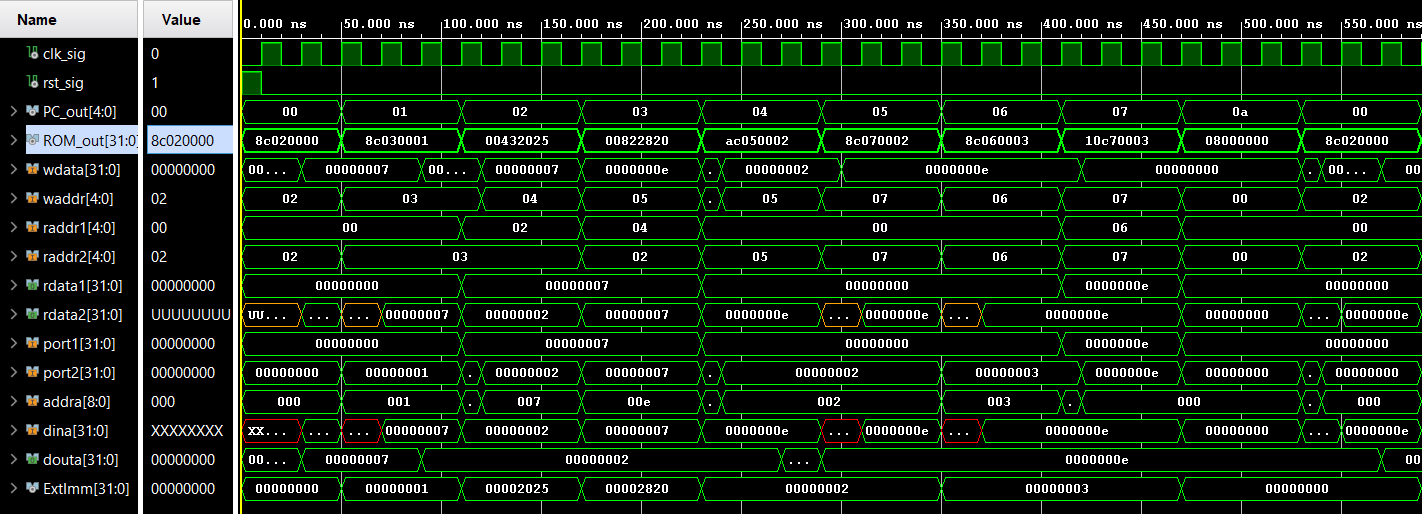 Name Value 0.000 ns 50.000 ns 100.000 ns 150.000 ns 200.000 ns 250.000 ns 300.000 ns 350.000 ns 400.000 ns 450.000 ns 500.000 ns 550.000 ns
clk_sig 0
rst_sig 1
PC_out[4:0] 00 00 01 02 03 04 05 06 07 0a 00
ROM_out[31:0] 8c020000 8c020000 8c030001 00432025 00822820 ac050002 8c070002 8c060003 10c70003 08000000 8c020000
wdata[31:0] 00000000 00... 00000007 00... 00000007 0000000e . 00000002 0000000e 00000000 . 00... 00
waddr[4:0] 02 02 03 04 05 . 05 07 06 07 00 02
raddr1[4:0] 00 00 02 04 00 06 00
raddr2[4:0] 02 02 03 02 05 07 06 07 00 02
rdata1[31:0] 00000000 00000000 00000007 00000000 0000000e 00000000
rdata2[31:0] UUUUUUUU UU... ... ... 00000007 00000002 00000007 0000000e ... 0000000e ... 0000000e 00000000 ... 0000000e
port1[31:0] 00000000 00000000 00000007 00000000 0000000e 00000000
port2[31:0] 00000000 00000000 00000001 . 00000002 00000007 . 00000002 00000003 0000000e 00000000 . 00000000
addra[8:0] 000 000 001 . 007 00e . 002 003 . 000 . 000
dina[31:0] XXXXXXXX XX... ... ... 00000007 00000002 00000007 0000000e ... 0000000e ... 0000000e 00000000 ... 0000000e
douta[31:0] 00000000 00... 00000007 00000002 ... 0000000e 00
ExtImm[31:0] 00000000 00000000 00000001 00002025 00002820 00000002 00000003 00000000